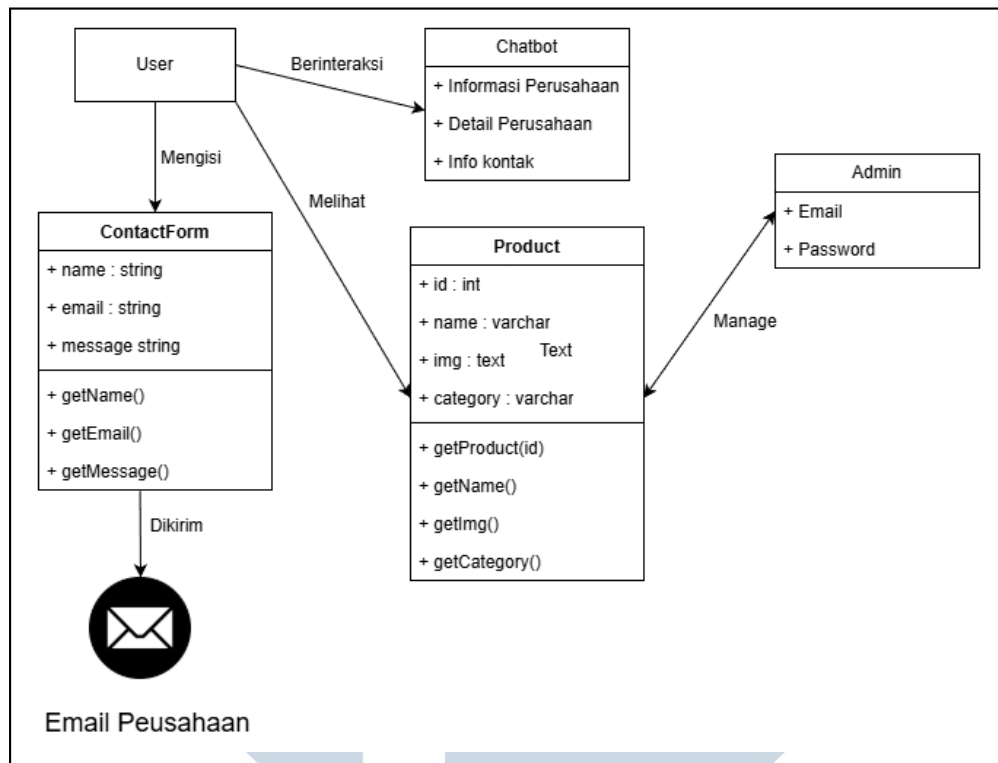 User
Berinteraksi
Chatbot
+ Informasi Perusahaan
+ Detail Perusahaan
+ Info kontak
Mengisi
Melihat
Admin
+ Email
+ Password
ContactForm
+ name : string
+ email : string
+ message string
+ getName()
+ getEmail()
+ getMessage()
Product
+ id : int
+ name : varchar
+ img : text
Text
+ category : varchar
+ getProduct(id)
+ getName()
+ getImg()
+ getCategory()
Manage
Dikirim
Email Peusahaan